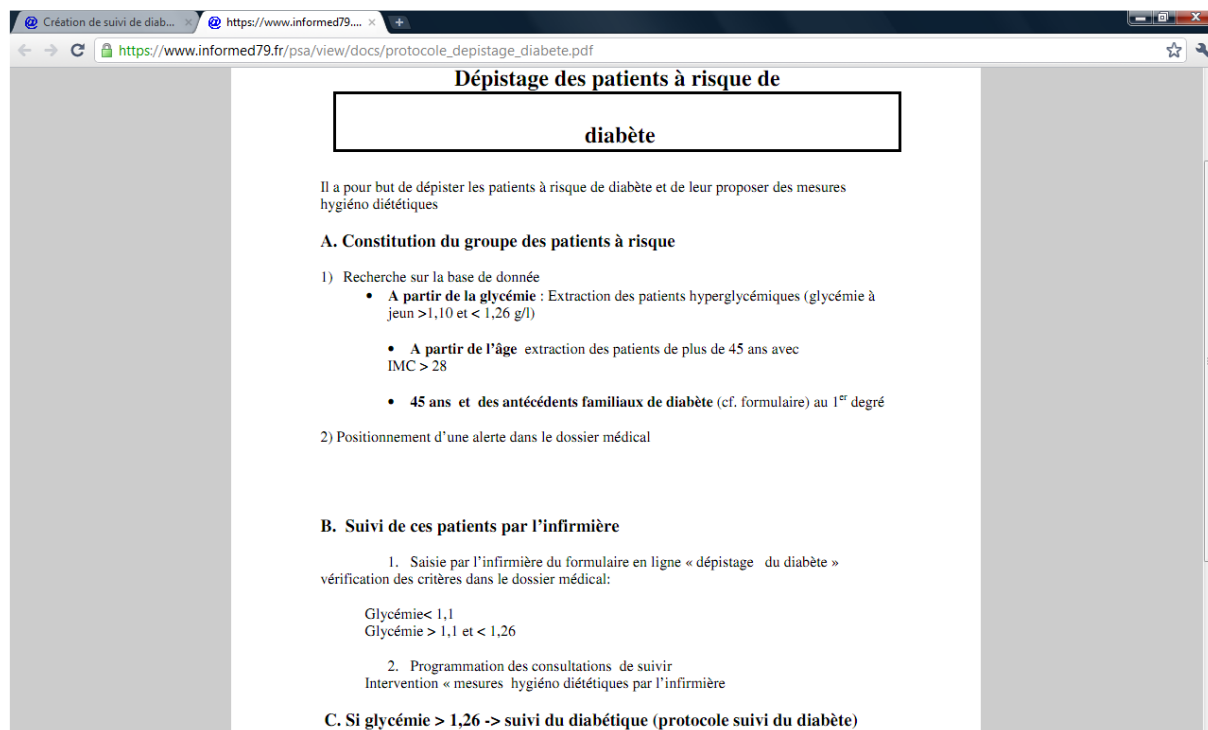 Création de suivi de diab...
https://www.informed79....
https://www.informed79.fr/psa/view/docs/protocole_depistage_diabete.pdf
Dépistage des patients à risque de
diabète
Il a pour but de dépister les patients à risque de diabète et de leur proposer des mesures
hygiéno diététiques
A. Constitution du groupe des patients à risque
1) Recherche sur la base de donnée
• A partir de la glycémie : Extraction des patients hyperglycémiques (glycémie à
jeun >1,10 et < 1,26 g/l)
• A partir de l’âge extraction des patients de plus de 45 ans avec
IMC > 28
• 45 ans et des antécédents familiaux de diabète (cf. formulaire) au 1er degré
2) Positionnement d’une alerte dans le dossier médical
B. Suivi de ces patients par l’infirmière
1. Saisie par l’infirmière du formulaire en ligne « dépistage du diabète »
vérification des critères dans le dossier médical:
Glycémie< 1,1
Glycémie > 1,1 et < 1,26
2. Programmation des consultations de suivir
Intervention « mesures hygiéno diététiques par l’infirmière
C. Si glycémie > 1,26 -> suivi du diabétique (protocole suivi du diabète)